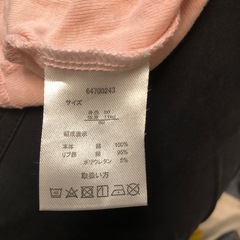 64700243
サイズ
組成表示
本体 綿 100%
リブ部 綿 95%
ポリウレタン 5%
取扱い方